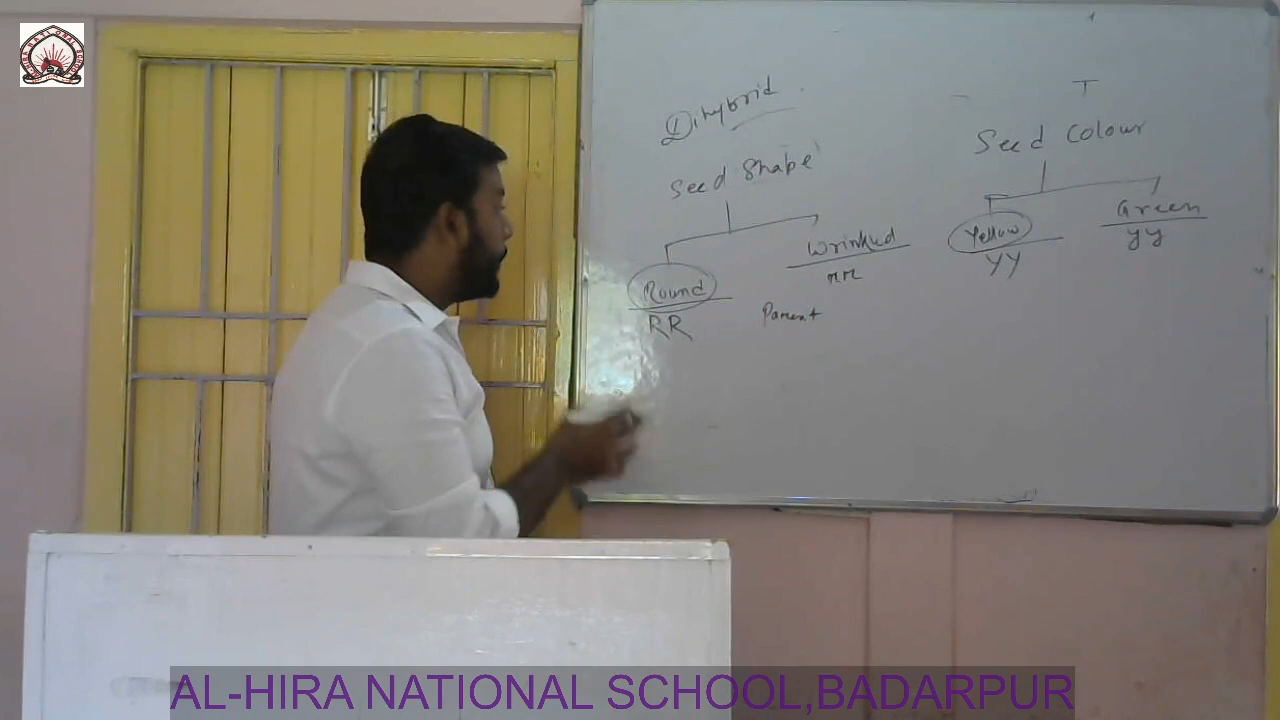 Dihybrid
Seed Shape
Round
RR
Wrinkled
rr
Parent
T
Seed Colour
Yellow
YY
Green
yy
AL-HIRA NATIONAL SCHOOL,BADARPUR